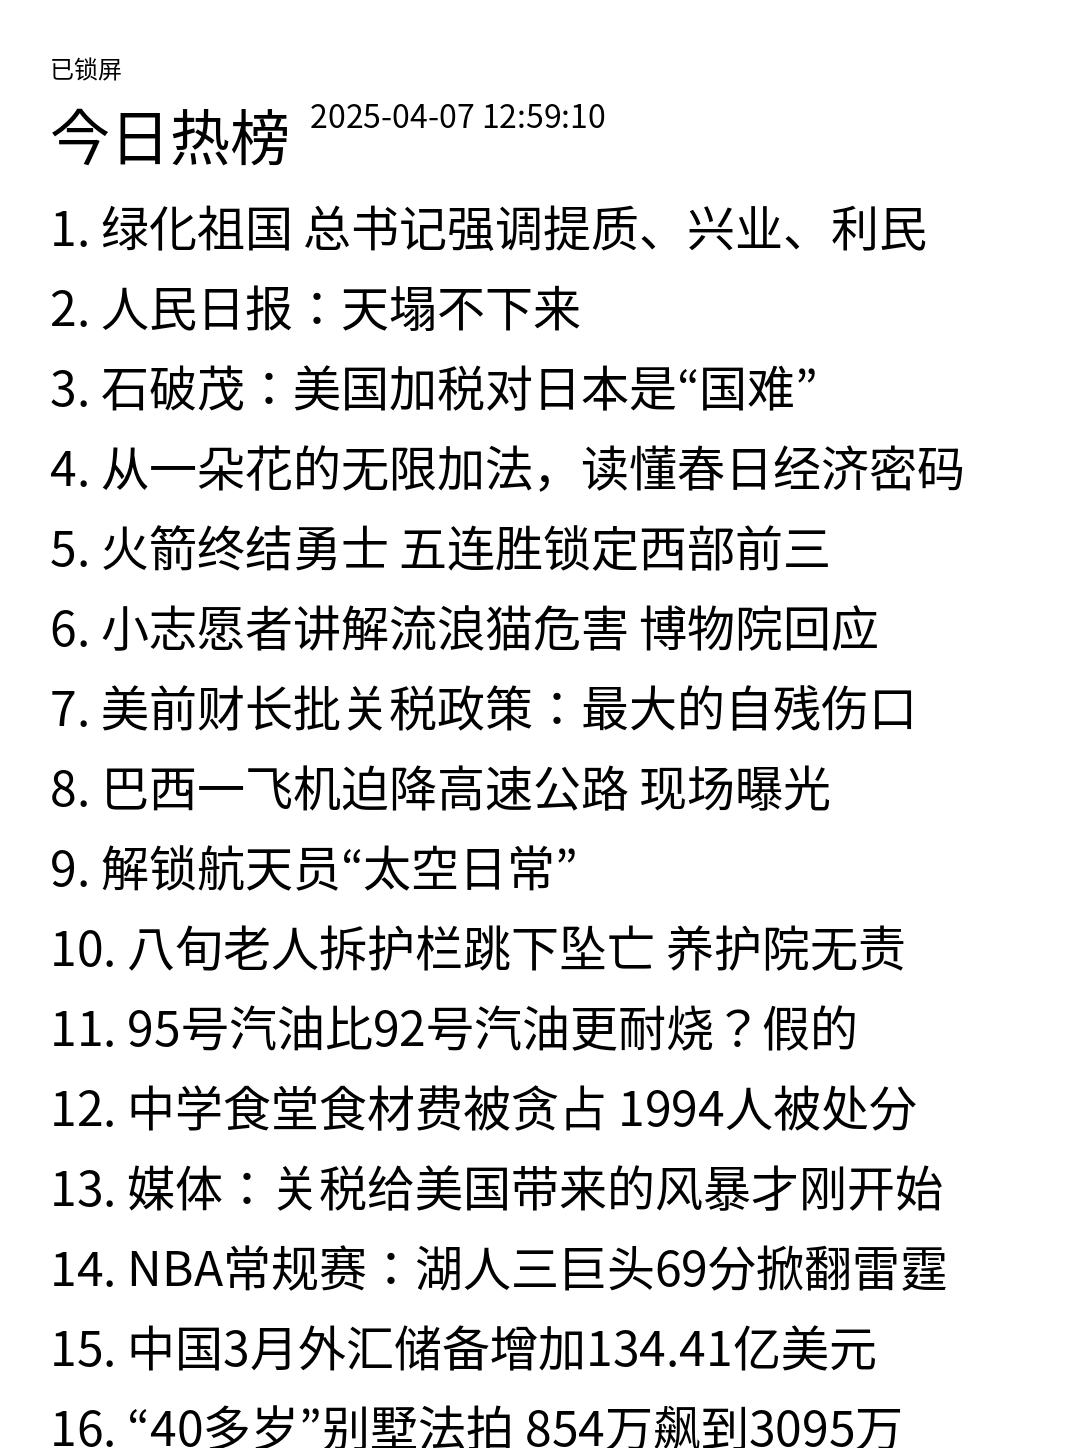 已锁屏
今日热榜 2025-04-07 12:59:10
1. 绿化祖国 总书记强调提质、兴业、利民
2. 人民日报：天塌不下来
3. 石破茂：美国加税对日本是“国难”
4. 从一朵花的无限加法，读懂春日经济密码
5. 火箭终结勇士 五连胜锁定西部前三
6. 小志愿者讲解流浪猫危害 博物院回应
7. 美前财长批关税政策：最大的自残伤口
8. 巴西一飞机迫降高速公路 现场曝光
9. 解锁航天员“太空日常”
10. 八旬老人拆护栏跳下坠亡 养护院无责
11. 95号汽油比92号汽油更耐烧？假的
12. 中学食堂食材费被贪占 1994人被处分
13. 媒体：关税给美国带来的风暴才刚开始
14. NBA常规赛：湖人三巨头69分掀翻雷霆
15. 中国3月外汇储备增加134.41亿美元
16. “40多岁”别墅法拍 854万飙到3095万